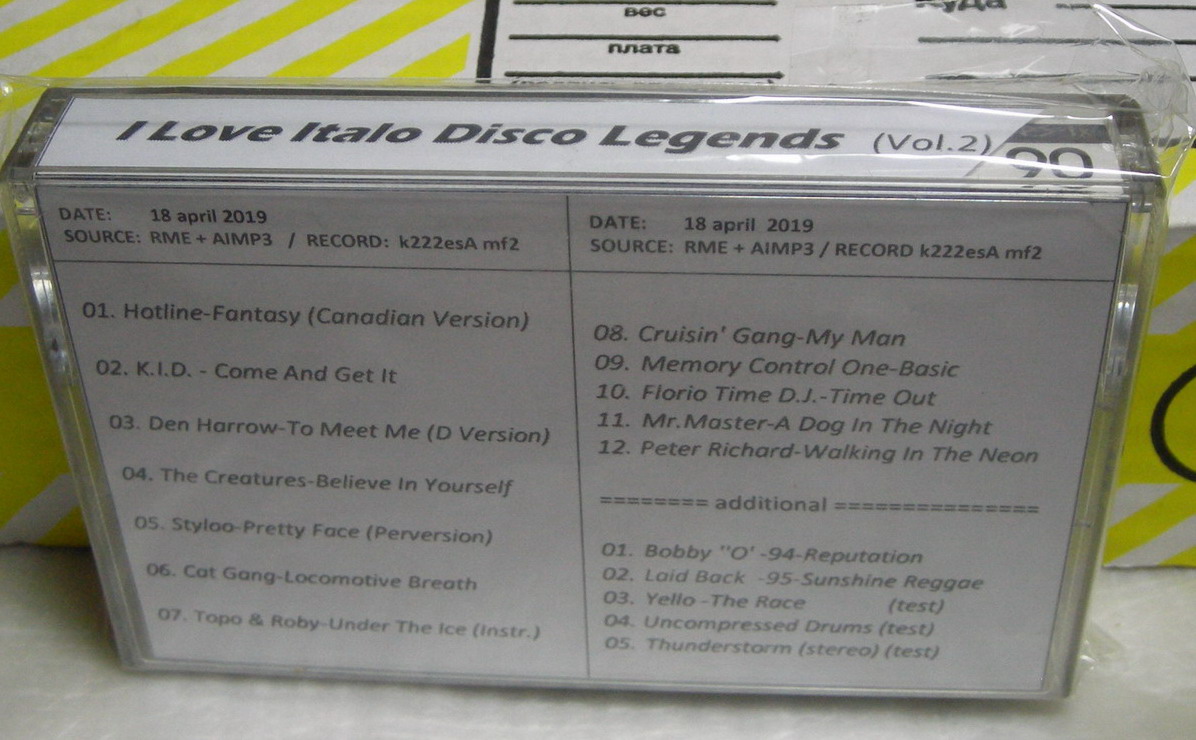 вес
плата
куда
I Love Italo Disco Legends (Vol.2) 90
DATE: 18 april 2019
SOURCE: RME + AIMP3 / RECORD: k222esA mf2
01. Hotline-Fantasy (Canadian Version)
02. K.I.D. - Come And Get It
03. Den Harrow-To Meet Me (D Version)
04. The Creatures-Believe In Yourself
05. Styloo-Pretty Face (Perversion)
06. Cat Gang-Locomotive Breath
07. Topo & Roby-Under The Ice (Instr.)
DATE: 18 april 2019
SOURCE: RME + AIMP3 / RECORD k222esA mf2
08. Cruisin' Gang-My Man
09. Memory Control One-Basic
10. Florio Time D.J.-Time Out
11. Mr.Master-A Dog In The Night
12. Peter Richard-Walking In The Neon
======== additional ===============
01. Bobby ''O' -94-Reputation
02. Laid Back -95-Sunshine Reggae
03. Yello -The Race (test)
04. Uncompressed Drums (test)
05. Thunderstorm (stereo) (test)